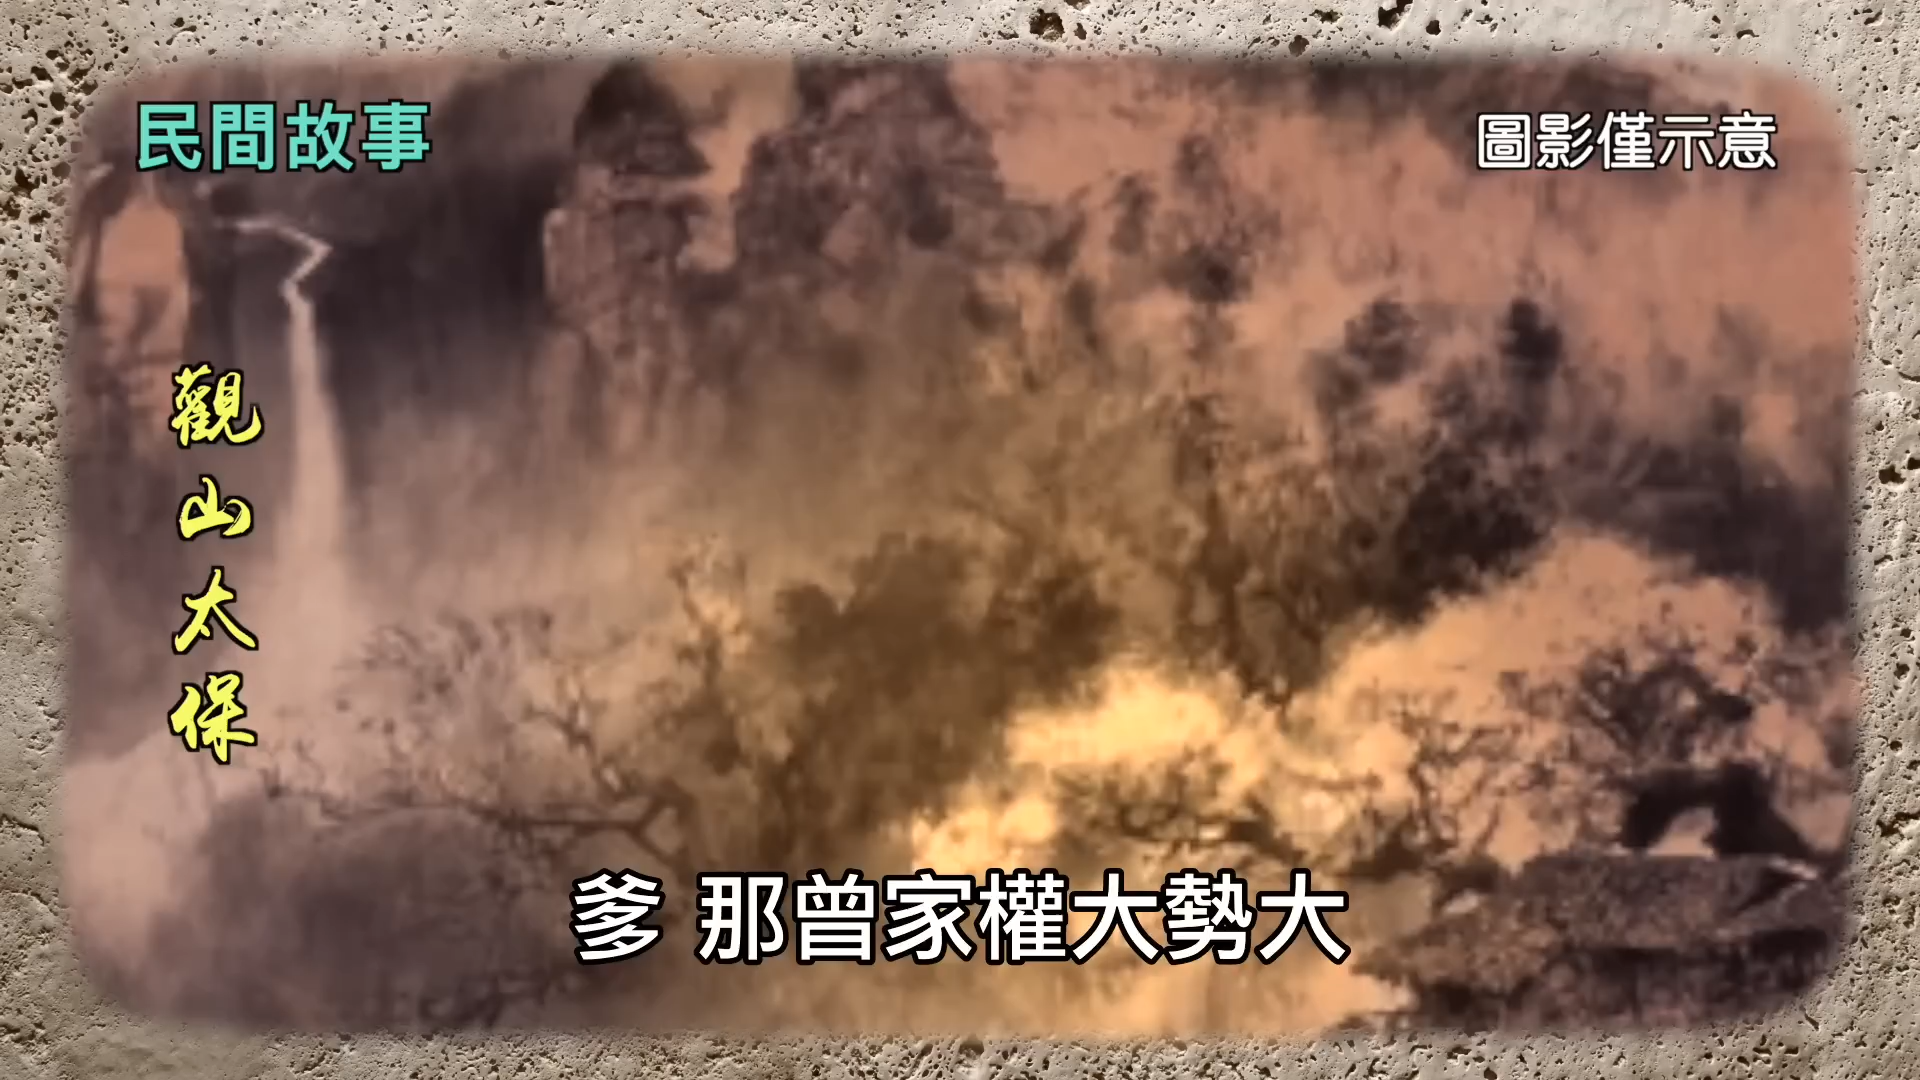 民間故事
圖影僅示意
觀山太保
爹 那曾家權大勢大